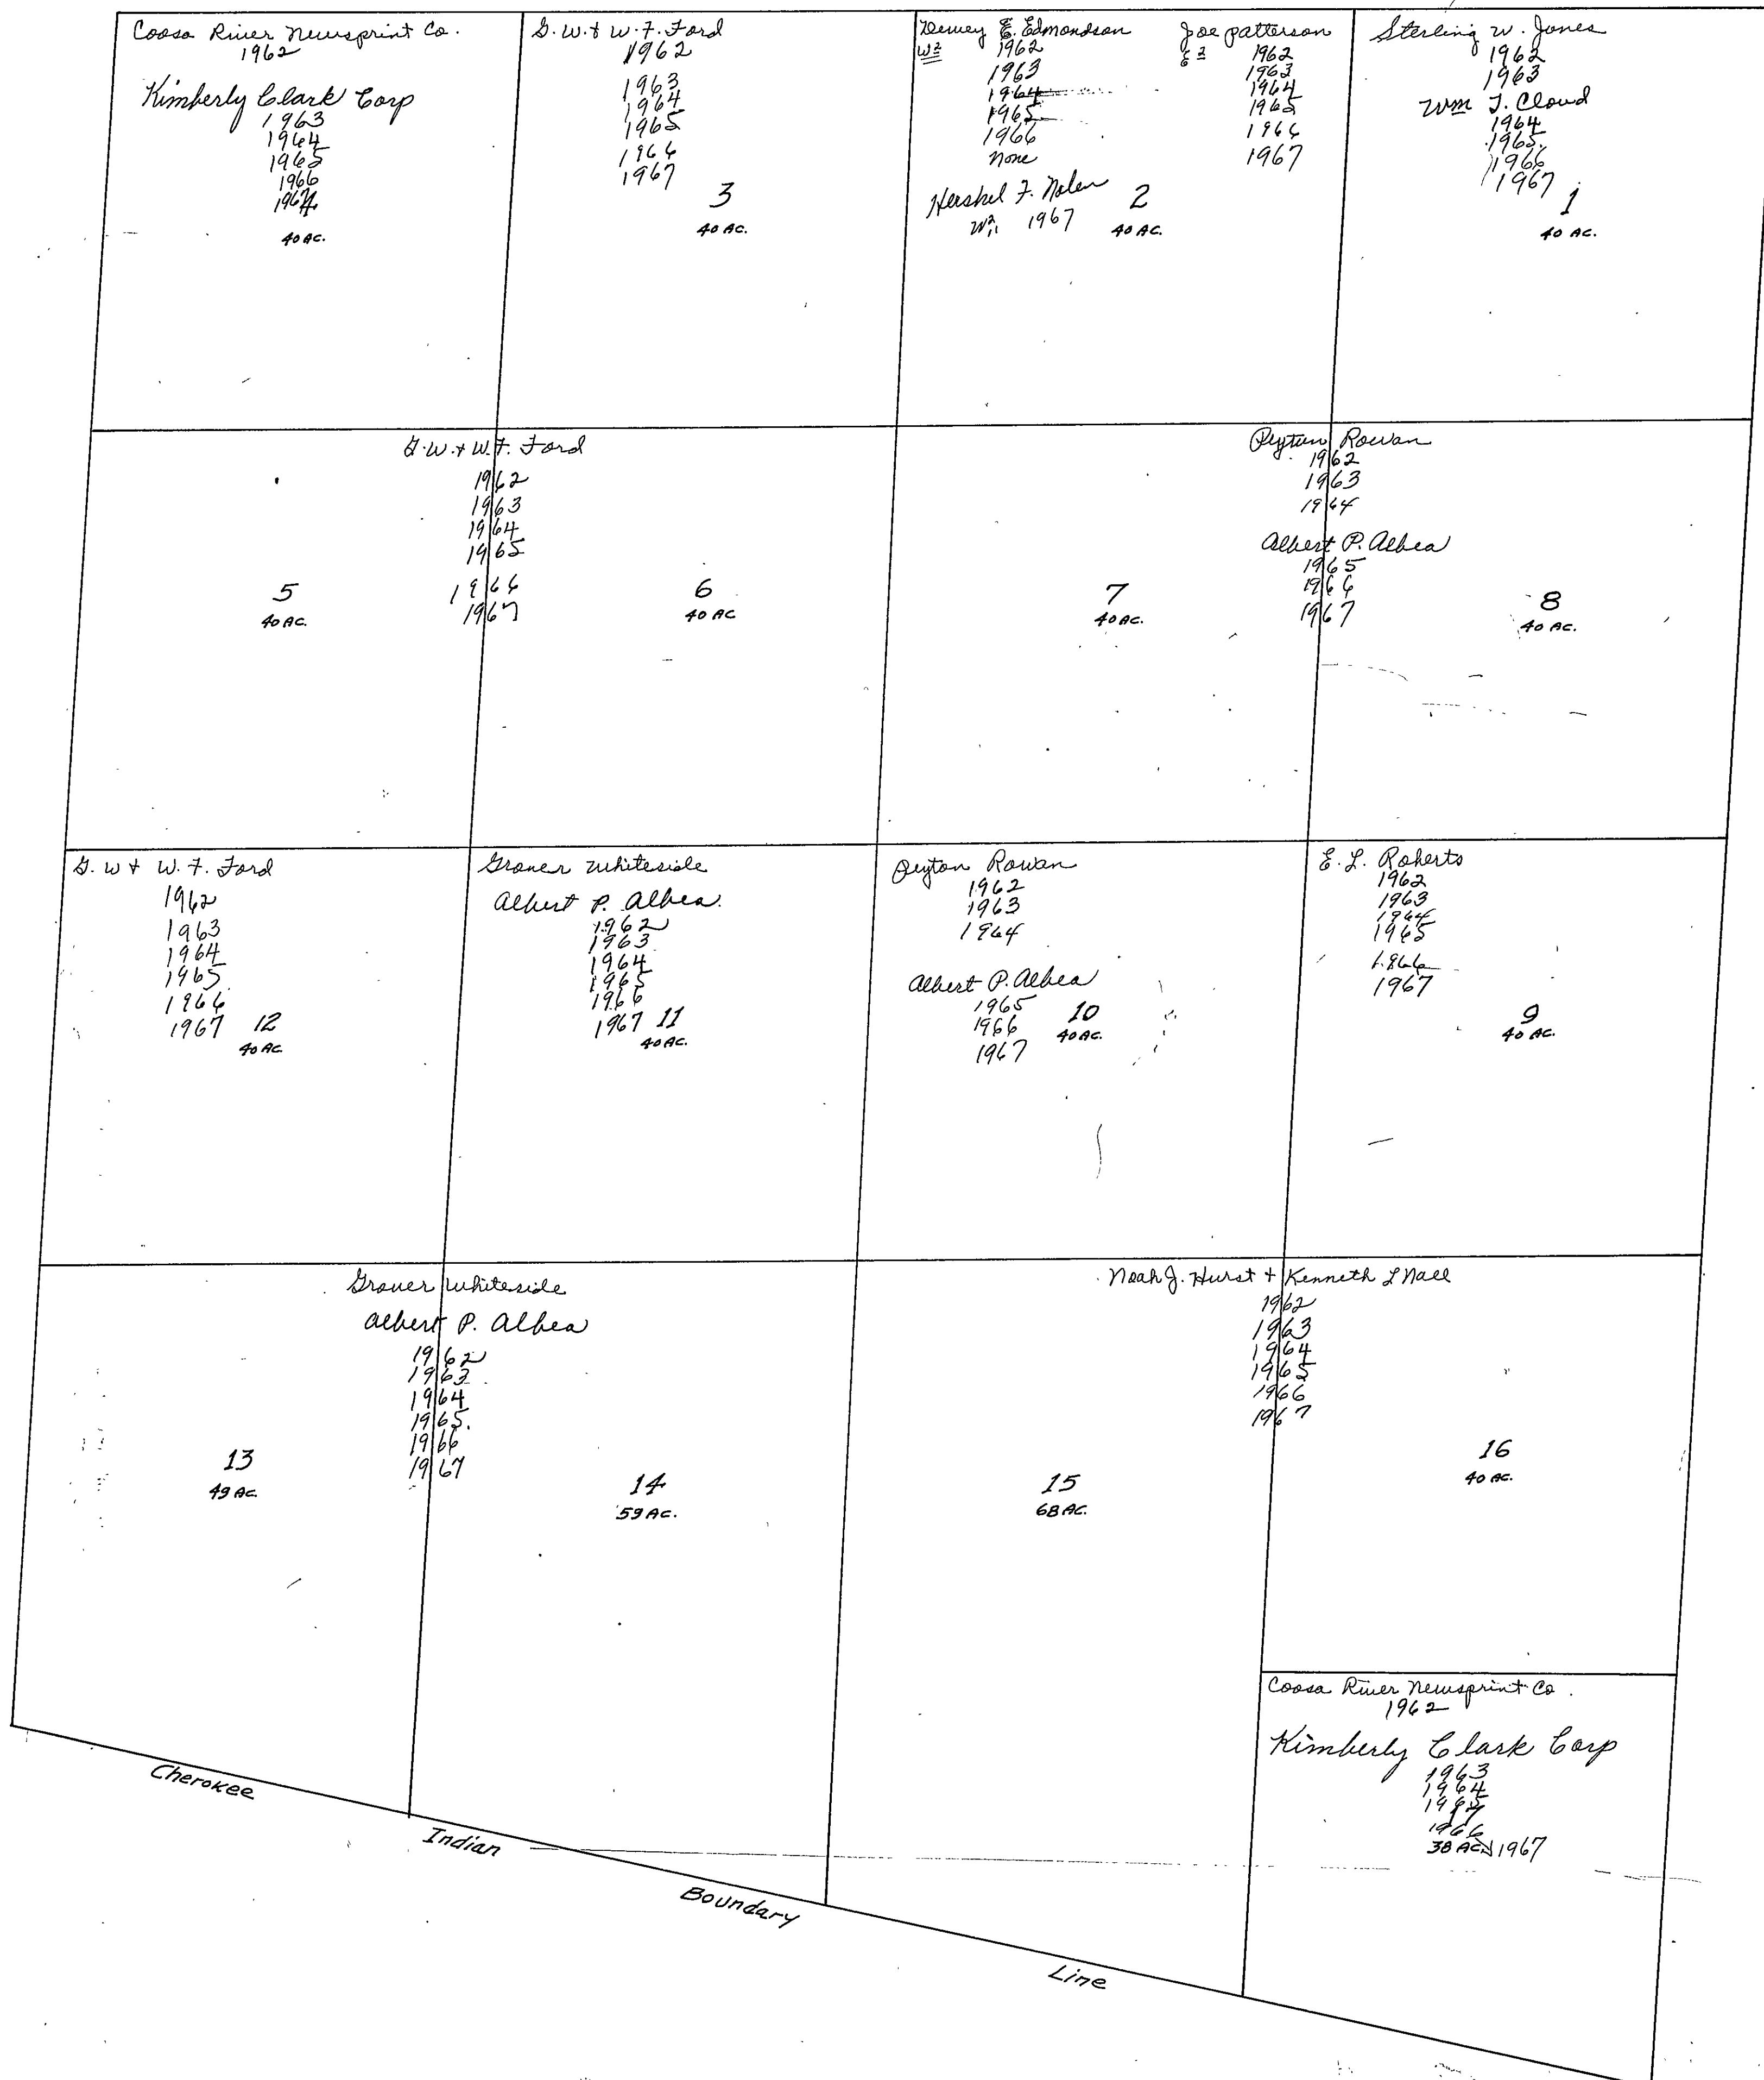 Coosa River Newsprint Co.
1962
Kimberly Clark Corp
1963
1964
1965
1966
1967
40 AC.
G. W. & W. F. Ford
1962
1963
1964
1965
1966
1967
3
40 AC.
Dewey E. Edmondson
W 2
1962
1963
1964
1965
1966
none
Hershel F. Nolen
W 2 1967
2
40 AC.
Joe Patterson
E 2
1962
1963
1964
1965
1966
1967
Sterling W. Jones
1962
1963
Wm T. Cloud
1964
1965
1966
1967
1
40 AC.
G. W. & W. F. Ford
1962
1963
1964
1965
1966
1967
5
40 AC.
6
40 AC
Peyton Rowan
1962
1963
1964
Albert P. Albea
1965
1966
1967
7
40 AC.
8
40 AC.
G. W & W. F. Ford
1962
1963
1964
1965
1966
1967 12
40 AC.
Grover Whiteside
Albert P. Albea.
1962
1963
1964
1965
1966
1967 11
40 AC.
Peyton Rowan
1962
1963
1964
Albert P. Albea
1965
1966
1967
10
40 AC.
E. L. Roberts
1962
1963
1964
1965
1966
1967
9
40 AC.
Grover Whiteside
Albert P. Albea
1962
1963
1964
1965
1966
1967
13
49 AC.
14
59 AC.
Noah J. Hurst & Kenneth L Nall
1962
1963
1964
1965
1966
1967
15
68 AC.
16
40 AC.
Coosa River Newsprint Co.
1962
Kimberly Clark Corp
1963
1964
1965
1966
38 AC. 1967
Cherokee
Indian
Boundary
Line